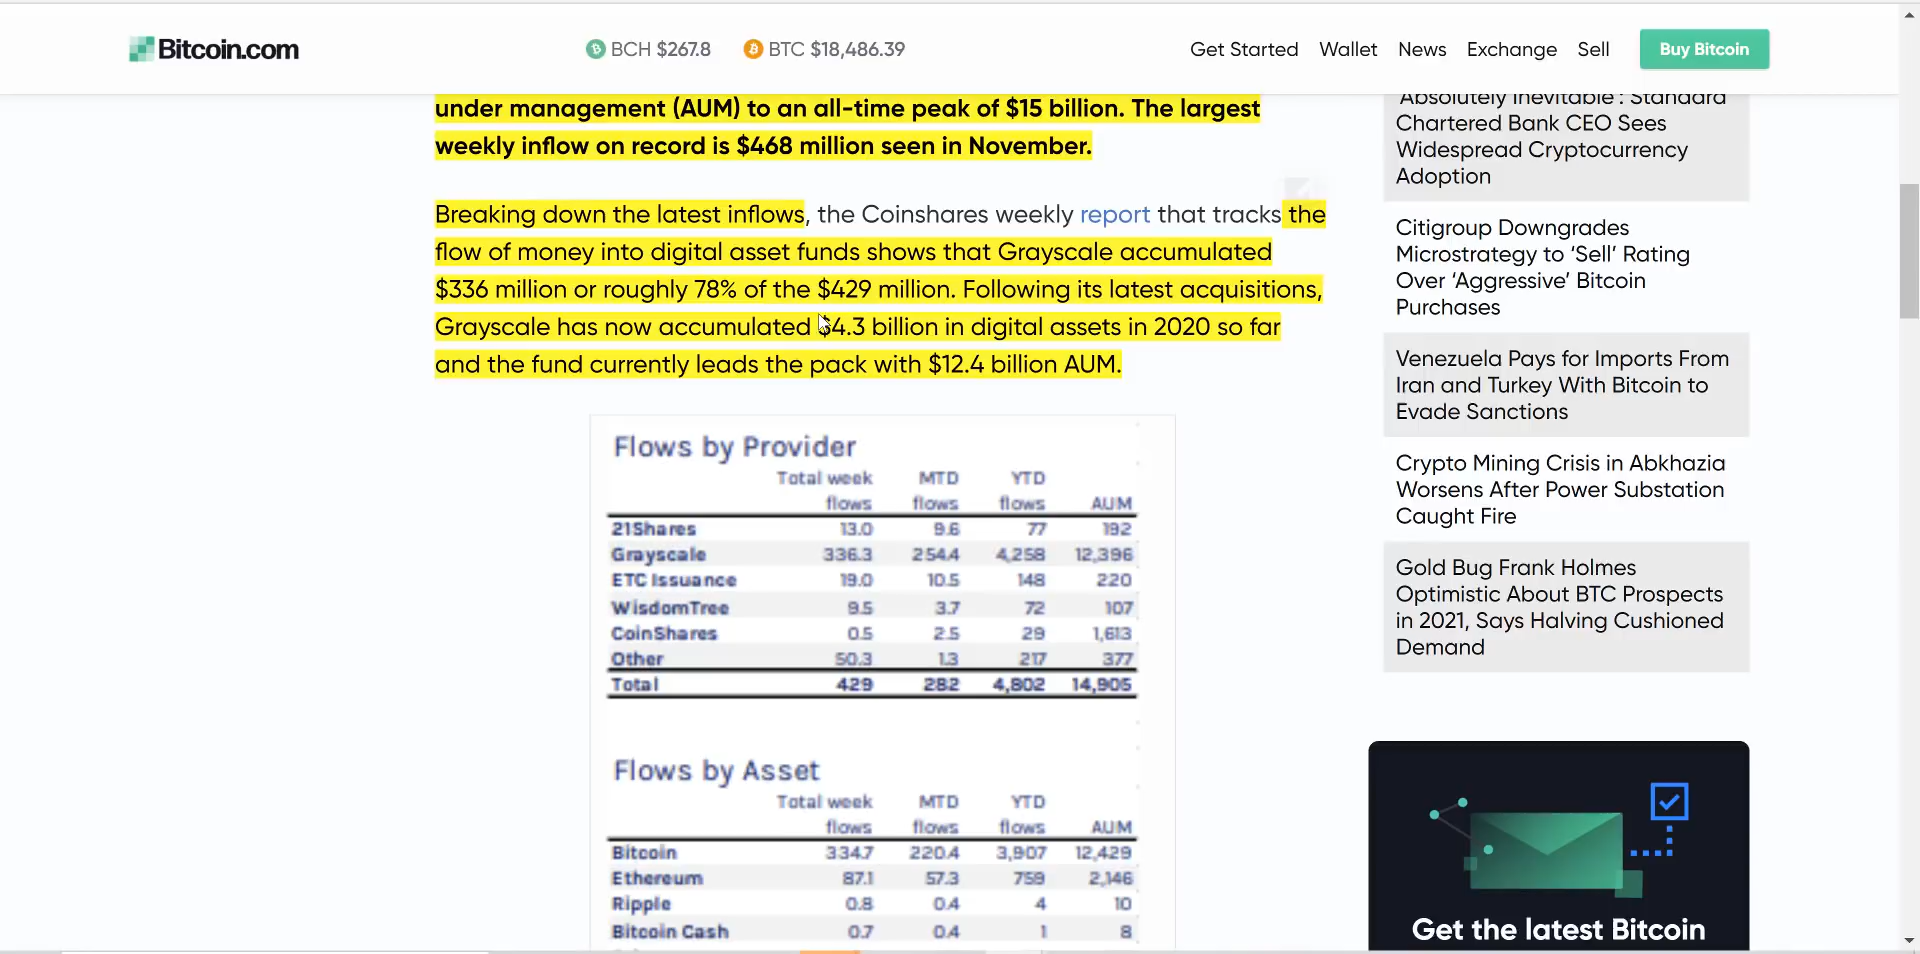 Bitcoin.com
BCH $267.8
BTC $18,486.39
Get Started
Wallet
News
Exchange
Sell
Buy Bitcoin
under management (AUM) to an all-time peak of $15 billion. The largest
weekly inflow on record is $468 million seen in November.
Breaking down the latest inflows, the Coinshares weekly report that tracks the
flow of money into digital asset funds shows that Grayscale accumulated
$336 million or roughly 78% of the $429 million. Following its latest acquisitions,
Grayscale has now accumulated $4.3 billion in digital assets in 2020 so far
and the fund currently leads the pack with $12.4 billion AUM.
Flows by Provider
Total week MTD YTD
flows flows flows AUM
21Shares 13.0 9.6 77 192
Grayscale 336.3 254.4 4,258 12,396
ETC Issuance 19.0 10.5 148 220
WisdomTree 9.5 3.7 72 107
CoinShares 0.5 2.5 29 1,613
Other 50.3 1.3 217 377
Total 429 282 4,802 14,905
Flows by Asset
Total week MTD YTD
flows flows flows AUM
Bitcoin 334.7 220.4 3,907 12,429
Ethereum 87.1 57.3 759 2,146
Ripple 0.8 0.4 4 10
Bitcoin Cash 0.7 0.4 1 8
Absolutely Inevitable': Standard
Chartered Bank CEO Sees
Widespread Cryptocurrency
Adoption
Citigroup Downgrades
Microstrategy to ‘Sell’ Rating
Over ‘Aggressive’ Bitcoin
Purchases
Venezuela Pays for Imports From
Iran and Turkey With Bitcoin to
Evade Sanctions
Crypto Mining Crisis in Abkhazia
Worsens After Power Substation
Caught Fire
Gold Bug Frank Holmes
Optimistic About BTC Prospects
in 2021, Says Halving Cushioned
Demand
Get the latest Bitcoin